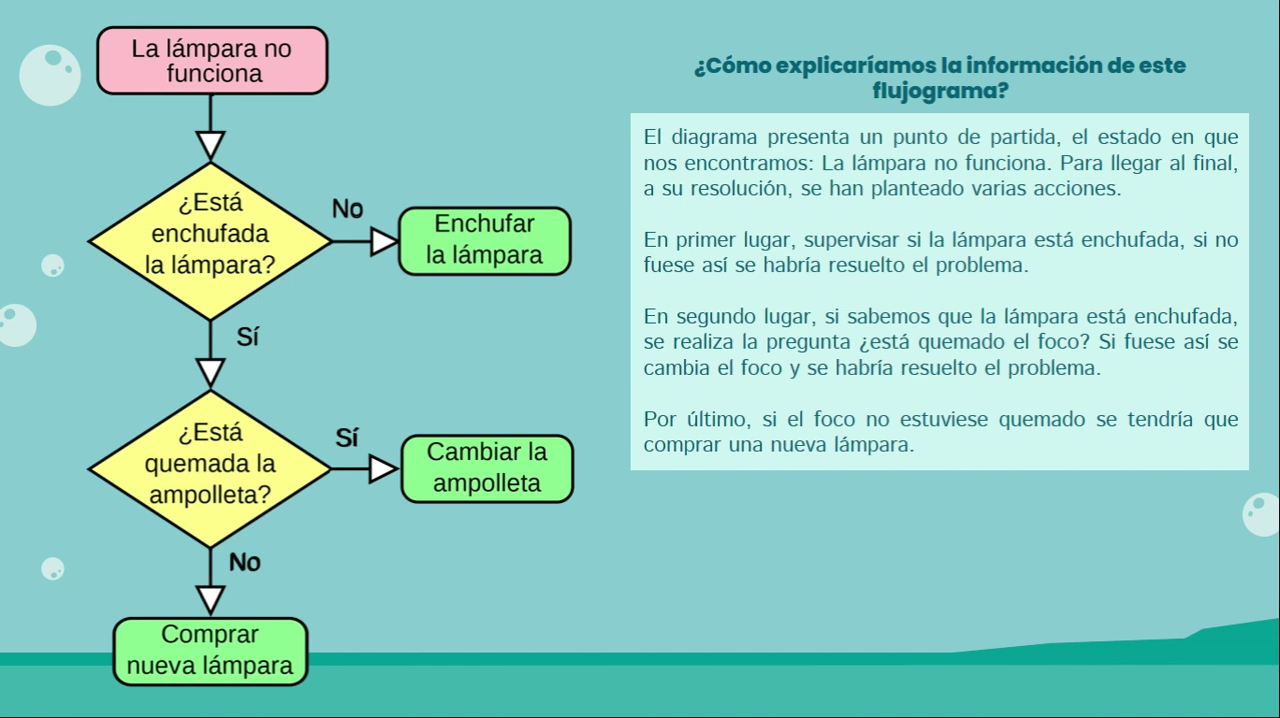 La lámpara no
funciona
¿Está
enchufada
la lámpara?
No
Enchufar
la lámpara
Sí
¿Está
quemada la
ampolleta?
Sí
Cambiar la
ampolleta
No
Comprar
nueva lámpara
¿Cómo explicaríamos la información de este
flujograma?
El diagrama presenta un punto de partida, el estado en que
nos encontramos: La lámpara no funciona. Para llegar al final,
a su resolución, se han planteado varias acciones.
En primer lugar, supervisar si la lámpara está enchufada, si no
fuese así se habría resuelto el problema.
En segundo lugar, si sabemos que la lámpara está enchufada,
se realiza la pregunta ¿está quemado el foco? Si fuese así se
cambia el foco y se habría resuelto el problema.
Por último, si el foco no estuviese quemado se tendría que
comprar una nueva lámpara.